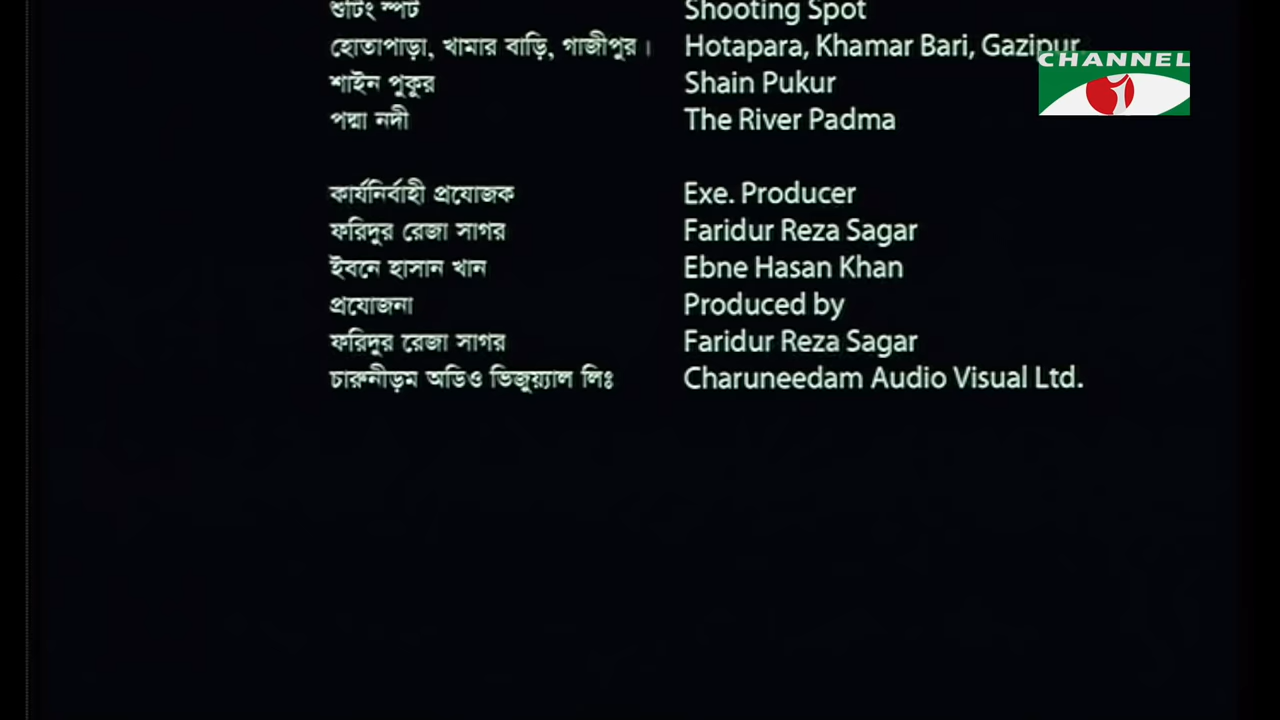 শুটিং স্পট Shooting Spot
হোতাপাড়া, খামার বাড়ি, গাজীপুর। Hotapara, Khamar Bari, Gazipur.
CHANNEL i
শাইন পুকুর Shain Pukur
পদ্মা নদী The River Padma
কার্যনির্বাহী প্রযোজক Exe. Producer
ফরিদুর রেজা সাগর Faridur Reza Sagar
ইবনে হাসান খান Ebne Hasan Khan
প্রযোজনা Produced by
ফরিদুর রেজা সাগর Faridur Reza Sagar
চারুনীড়ম অডিও ভিজুয়্যাল লিঃ Charuneedam Audio Visual Ltd.